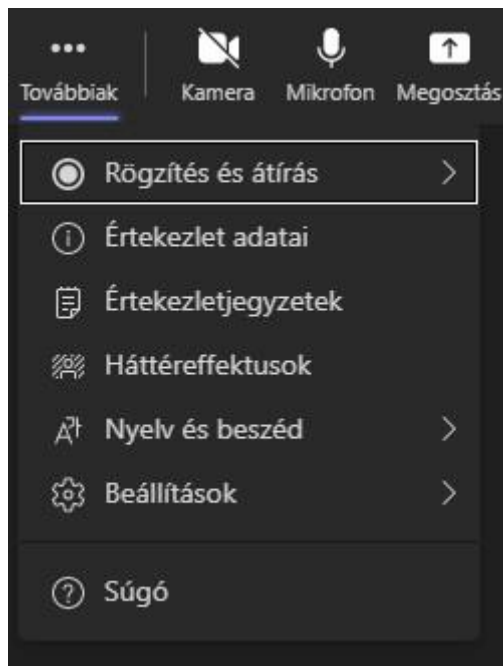 Továbbiak
Kamera
Mikrofon
Megosztás
Rögzítés és átírás
Értekezlet adatai
Értekezletjegyzetek
Háttéreffektusok
Nyelv és beszéd
Beállítások
Súgó